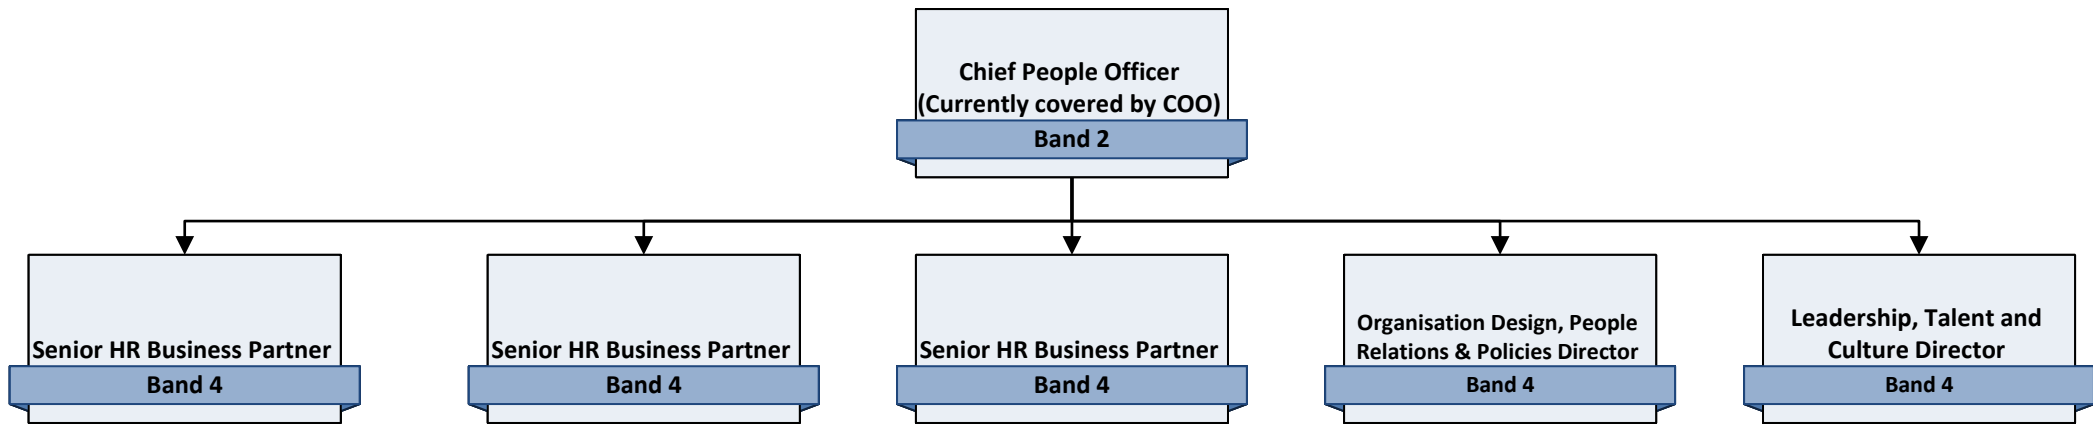 Chief People Officer
(Currently covered by COO)
Band 2
Senior HR Business Partner
Band 4
Senior HR Business Partner
Band 4
Senior HR Business Partner
Band 4
Organisation Design, People
Relations & Policies Director
Band 4
Leadership, Talent and
Culture Director
Band 4